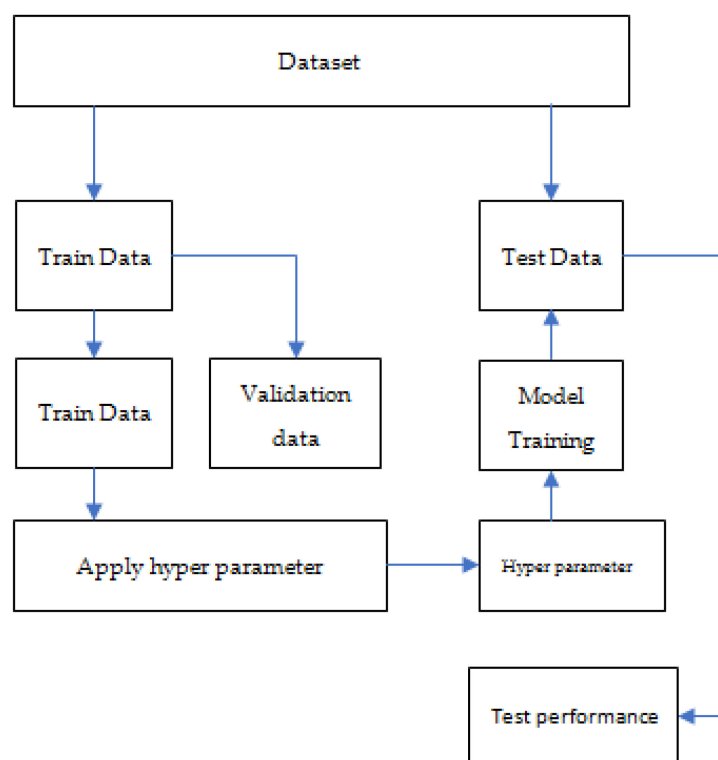 Dataset
Train Data
Test Data
Train Data
Validation
data
Model
Training
Apply hyper parameter
Hyper parameter
Test performance